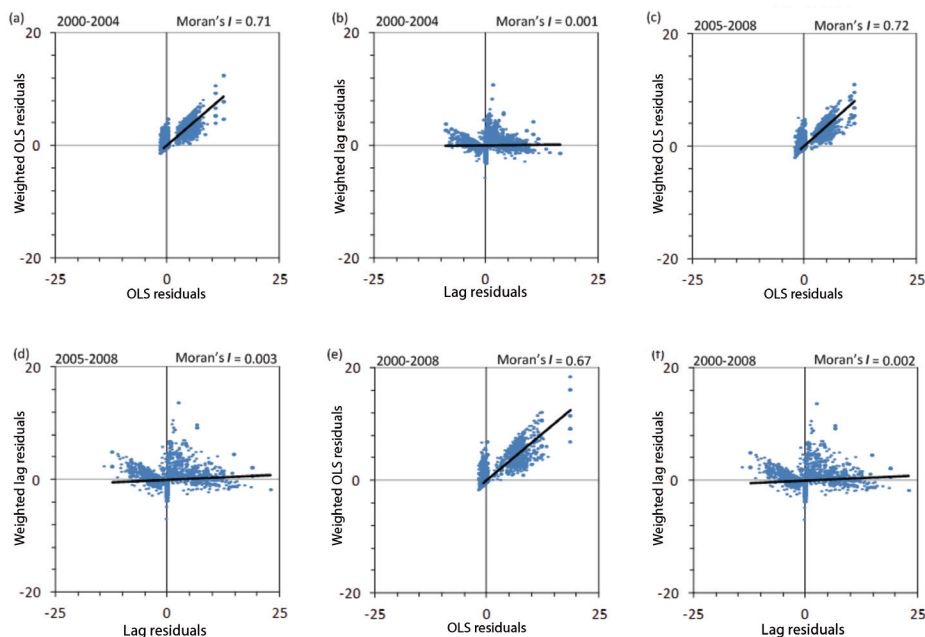 (a) 2000-2004 Moran's I = 0.71
20
0
-20
-25 0 25
Weighted OLS residuals
OLS residuals
(b) 2000-2004 Moran's I = 0.001
20
0
-20
-25 0 25
Weighted lag residuals
Lag residuals
(c) 2005-2008 Moran's I = 0.72
20
0
-20
-25 0 25
Weighted OLS residuals
OLS residuals
(d) 2005-2008 Moran's I = 0.003
20
0
-20
-25 0 25
Weighted lag residuals
Lag residuals
(e) 2000-2008 Moran's I = 0.67
20
0
-20
-25 0 25
Weighted OLS residuals
OLS residuals
(f) 2000-2008 Moran's I = 0.002
20
0
-20
-25 0 25
Weighted lag residuals
Lag residuals